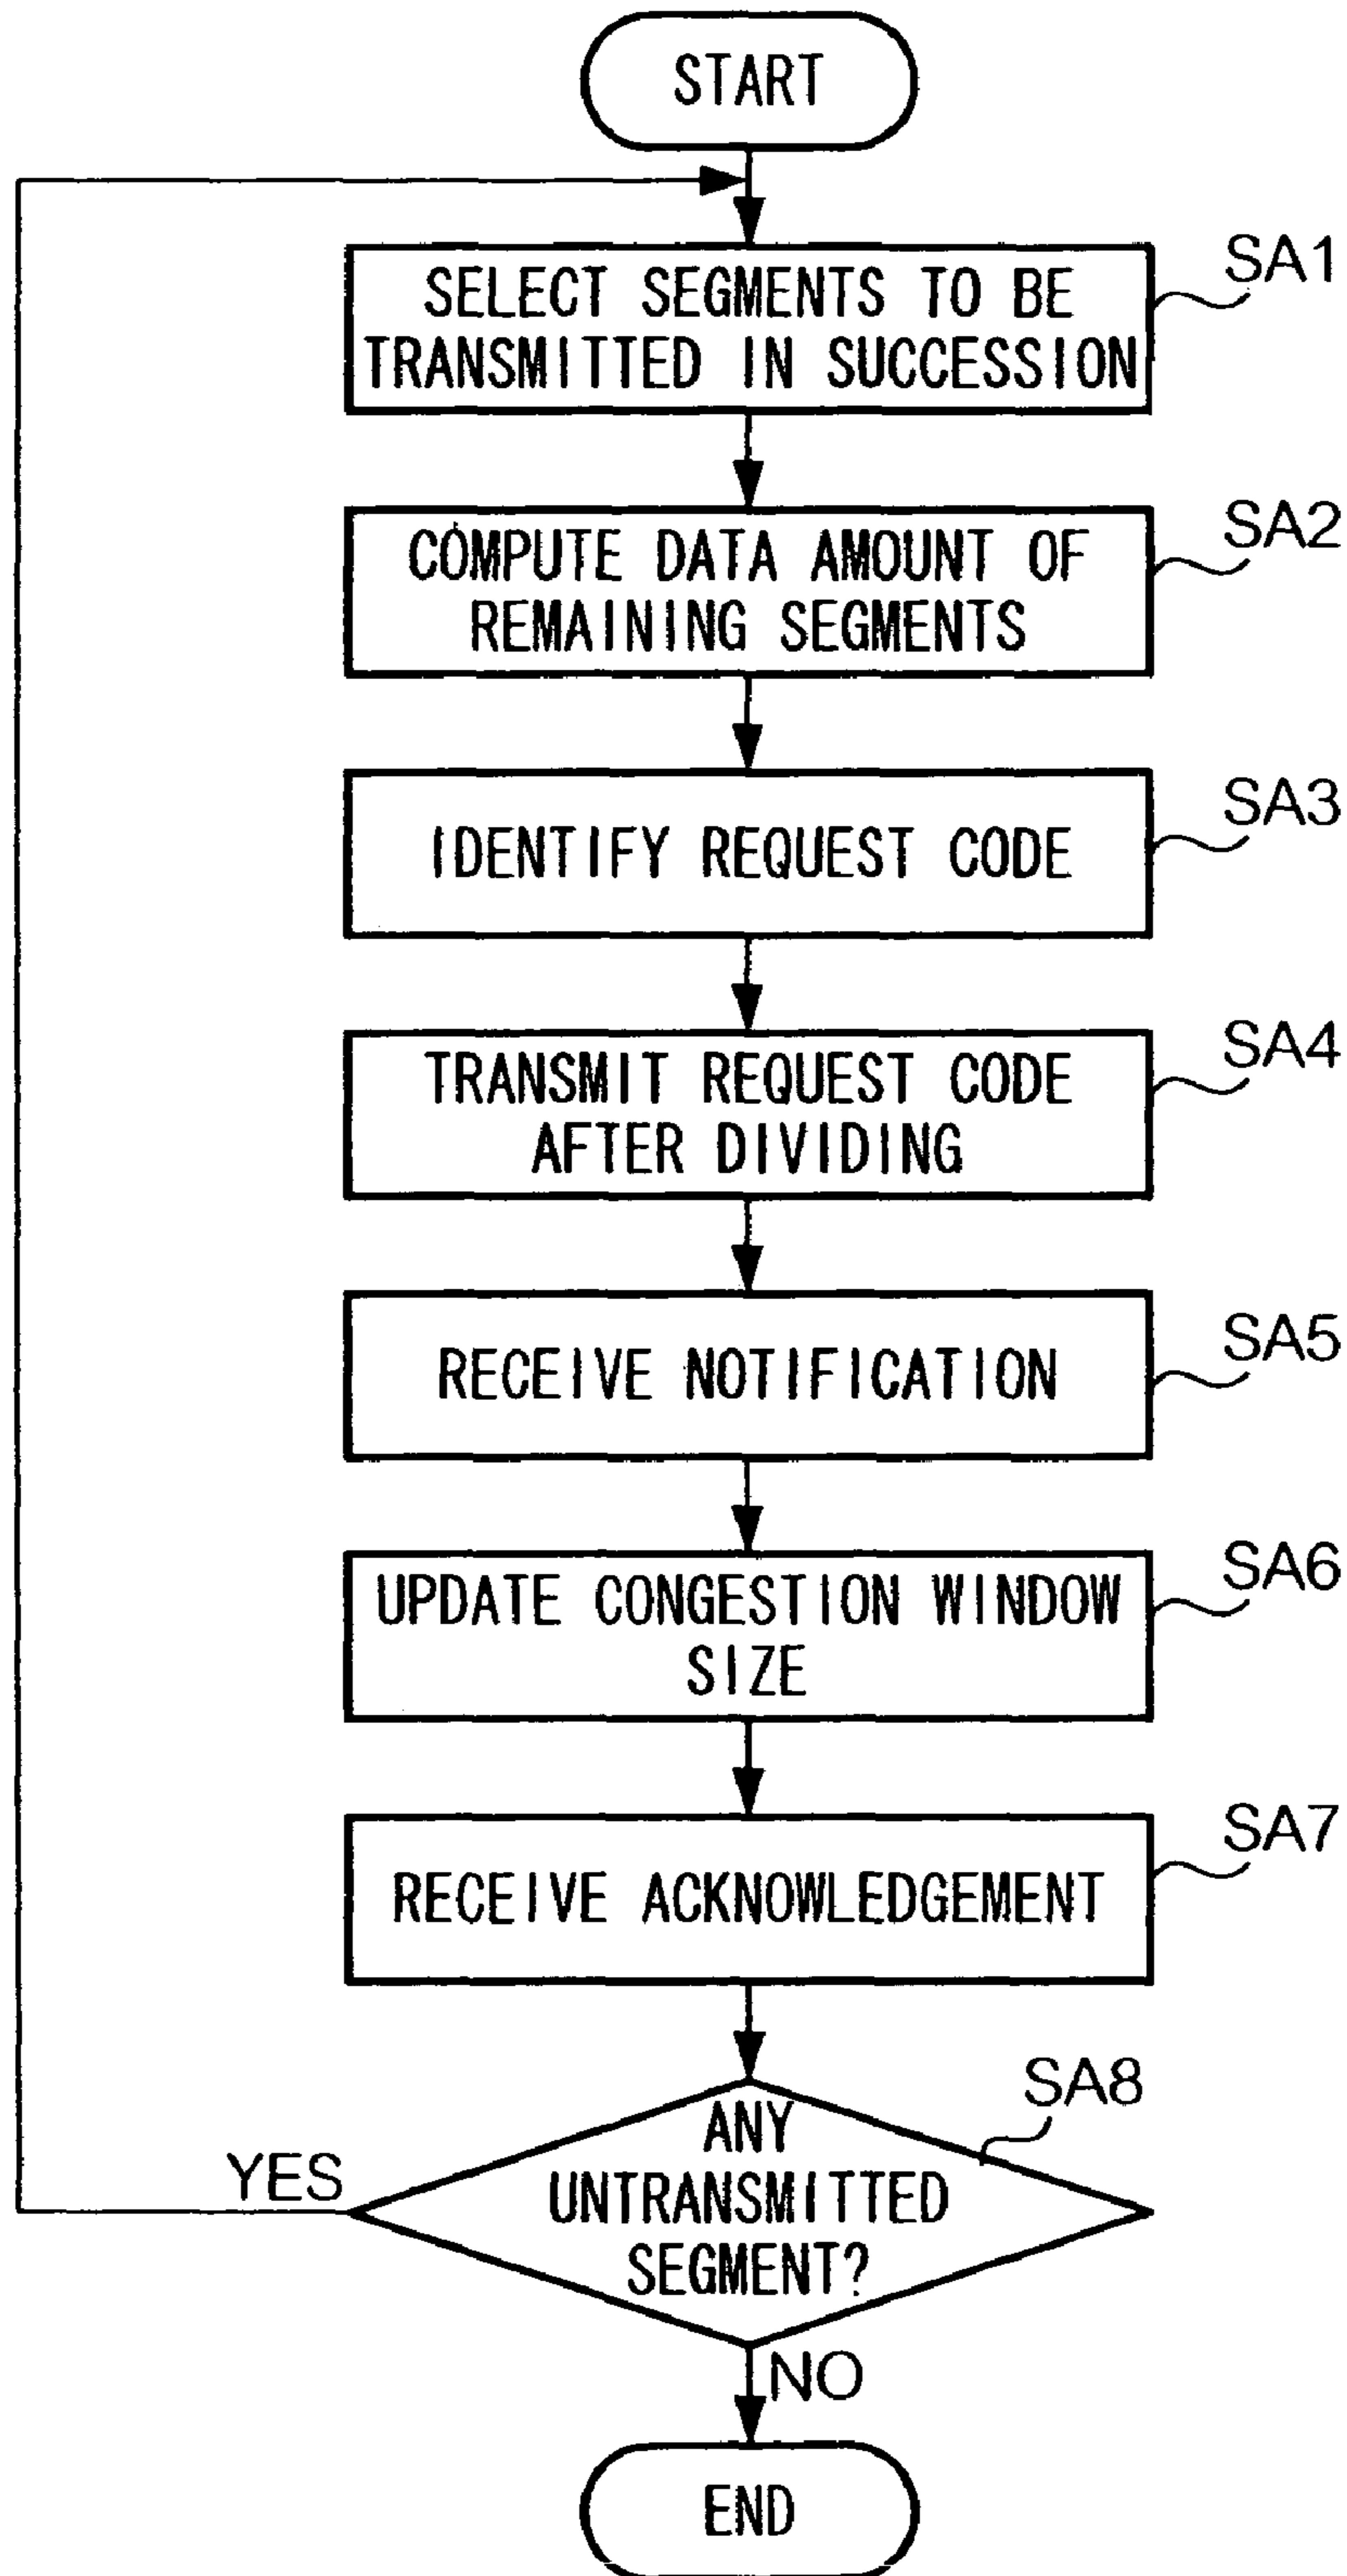 START
SELECT SEGMENTS TO BE
TRANSMITTED IN SUCCESSION
SA1
COMPUTE DATA AMOUNT OF
REMAINING SEGMENTS
SA2
IDENTIFY REQUEST CODE
SA3
TRANSMIT REQUEST CODE
AFTER DIVIDING
SA4
RECEIVE NOTIFICATION
SA5
UPDATE CONGESTION WINDOW
SIZE
SA6
RECEIVE ACKNOWLEDGEMENT
SA7
SA8
ANY
UNTRANSMITTED
SEGMENT?
YES
NO
END